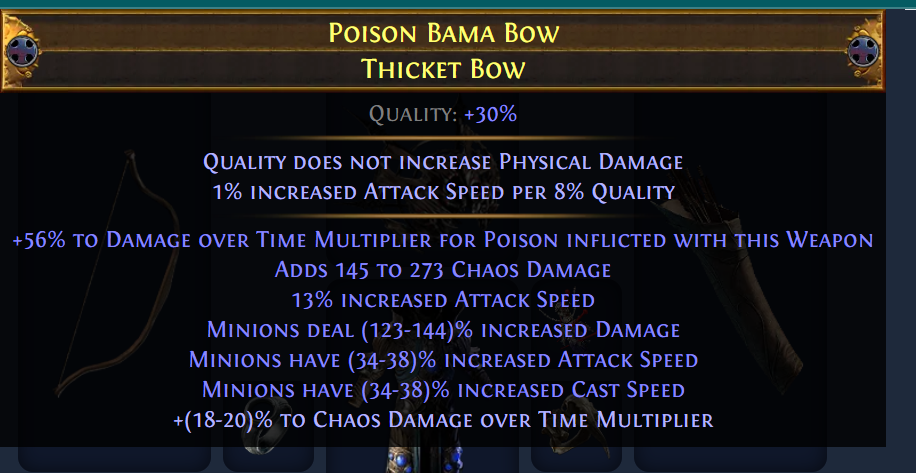 Poison Bama Bow
Thicket Bow
Quality: +30%
Quality does not increase Physical Damage
1% increased Attack Speed per 8% Quality
+56% to Damage over Time Multiplier for Poison inflicted with this Weapon
Adds 145 to 273 Chaos Damage
13% increased Attack Speed
Minions deal (123-144)% increased Damage
Minions have (34-38)% increased Attack Speed
Minions have (34-38)% increased Cast Speed
+(18-20)% to Chaos Damage over Time Multiplier